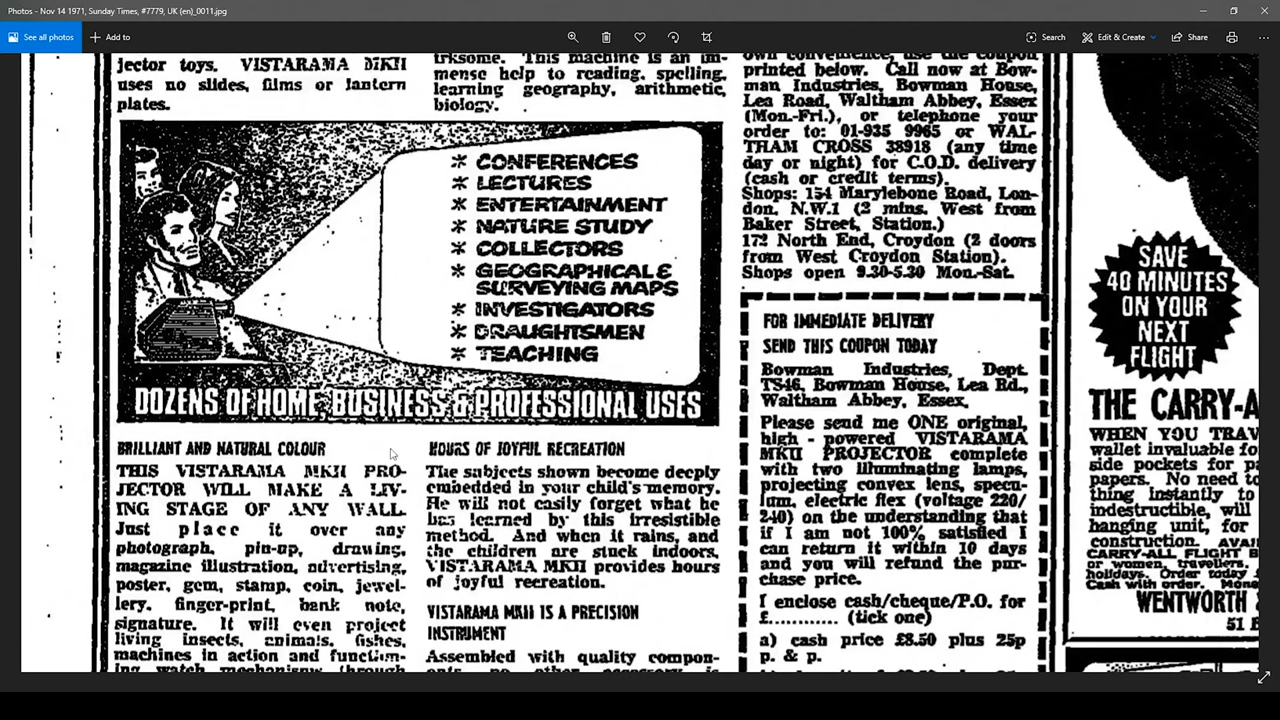 Photos - Nov 14 1971, Sunday Times, #7779, UK (en)_0011.jpg
See all photos
Add to
Search
Edit & Create
Share
jector toys. VISTARAMA MKII
uses no slides, films or lantern
plates.
irksome. This machine is an im-
mense help to reading, spelling,
learning geography, arithmetic,
biology.
* CONFERENCES
* LECTURES
* ENTERTAINMENT
* NATURE STUDY
* COLLECTORS
* GEOGRAPHICAL &
SURVEYING MAPS
* INVESTIGATORS
* DRAUGHTSMEN
* TEACHING
DOZENS OF HOME, BUSINESS & PROFESSIONAL USES
BRILLIANT AND NATURAL COLOUR
THIS VISTARAMA MKII PRO-
JECTOR WILL MAKE A LIV-
ING STAGE OF ANY WALL.
Just place it over any
photograph, pin-up, drawing,
magazine illustration, advertising,
poster, gem, stamp, coin, jewel-
lery, finger-print, bank note,
signature. It will even project
living insects, animals, fishes,
machines in action and function-
ing watch mechanisms through
HOURS OF JOYFUL RECREATION
The subjects shown become deeply
embedded in your child's memory.
He will not easily forget what he
has learned by this irresistible
method. And when it rains, and
the children are stuck indoors,
VISTARAMA MKII provides hours
of joyful recreation.
VISTARAMA MKII IS A PRECISION
INSTRUMENT
Assembled with quality compon-
own convenience, use the coupon
printed below. Call now at Bow-
man Industries, Bowman House,
Lea Road, Waltham Abbey, Essex
(Mon.-Fri.), or telephone your
order to: 01-935 9965 or WAL-
THAM CROSS 38918 (any time
day or night) for C.O.D. delivery
(cash or credit terms).
Shops: 154 Marylebone Road, Lon-
don, N.W.1 (2 mins. West from
Baker Street, Station.)
172 North End, Croydon (2 doors
from West Croydon Station).
Shops open 9.30-5.30 Mon.-Sat.
FOR IMMEDIATE DELIVERY
SEND THIS COUPON TODAY
Bowman Industries, Dept.
TS46, Bowman House, Lea Rd.,
Waltham Abbey, Essex.
Please send me ONE original,
high - powered VISTARAMA
MKII PROJECTOR complete
with two illuminating lamps,
projecting convex lens, specu-
lum, electric flex (voltage 220/
240) on the understanding that
if I am not 100% satisfied I
can return it within 10 days
and you will refund the pur-
chase price.
I enclose cash/cheque/P.O. for
£............ (tick one)
a) cash price £8.50 plus 25p
p. & p.
SAVE
40 MINUTES
ON YOUR
NEXT
FLIGHT
THE CARRY-A
WHEN YOU TRAV
wallet invaluable fo
side pockets for pa
papers. No need to
thing instantly to
indestructible, will
hanging unit, for
construction. AVAI
CARRY-ALL FLIGHT B
or women, travellers.
holidays. Order today
Cash with order. Mone
WENTWORTH
51